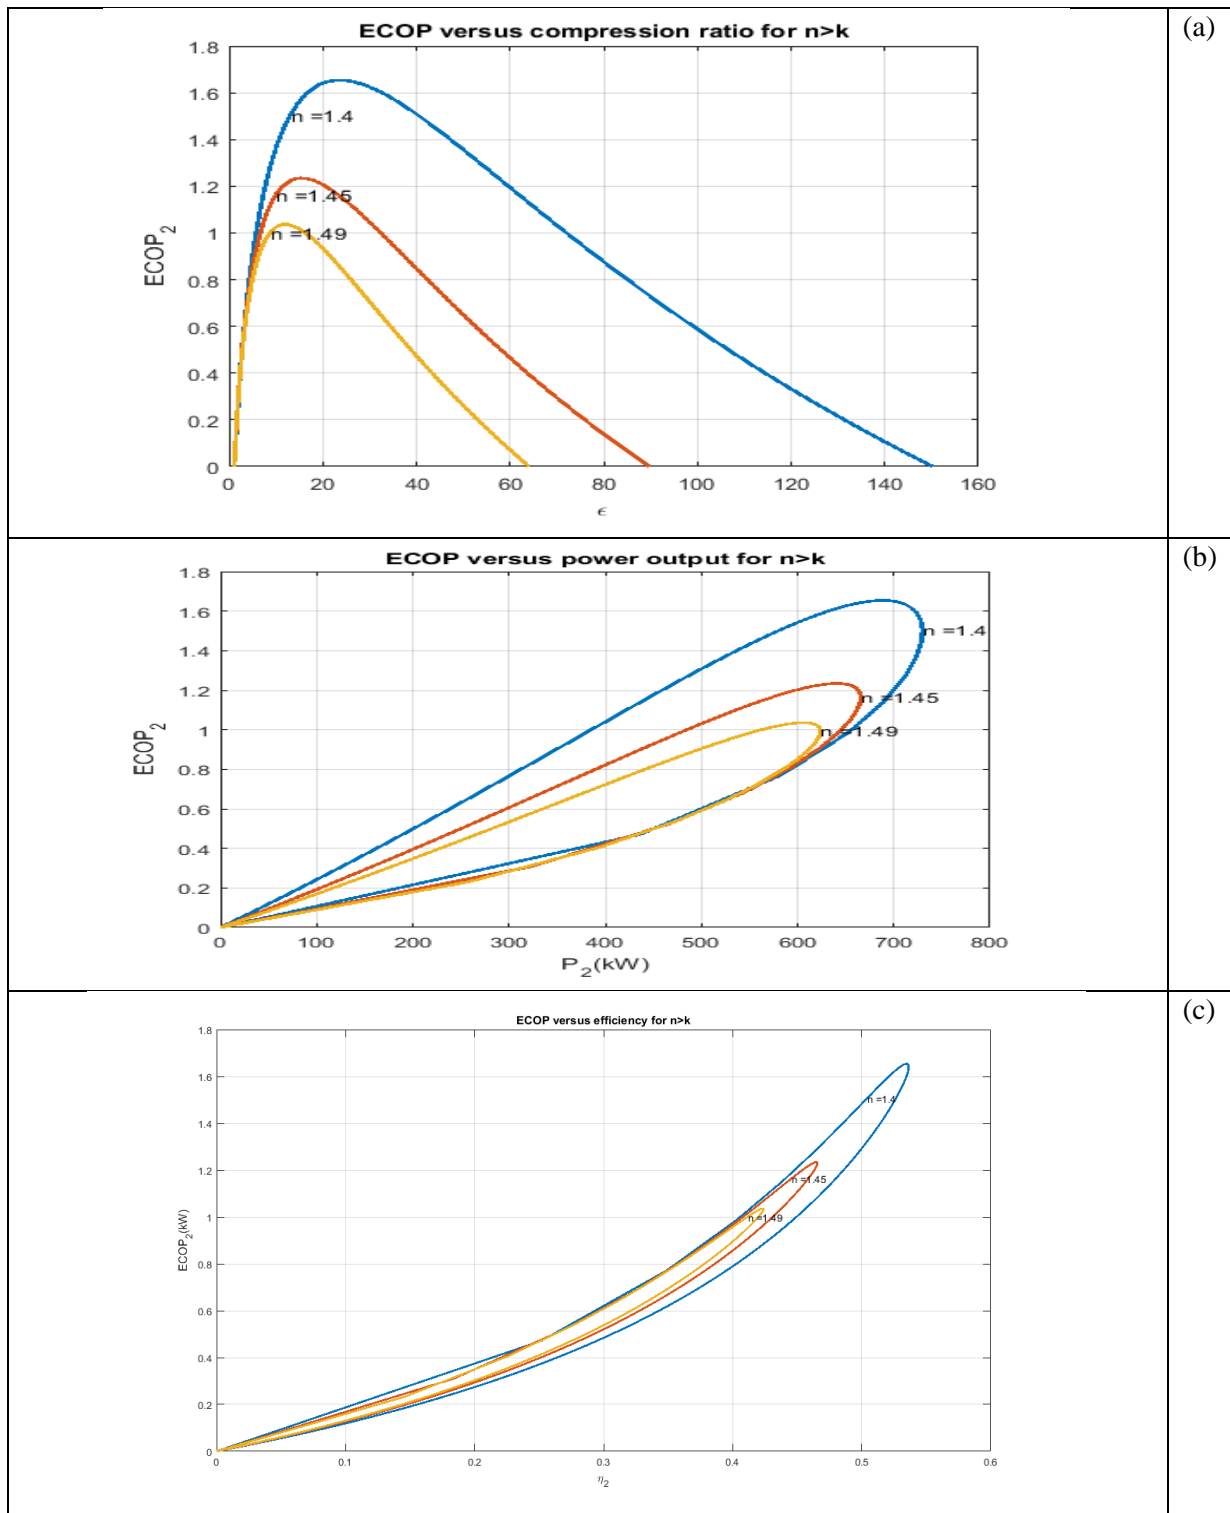 ECOP versus compression ratio for n>k
(a)
1.8
1.6
1.4
1.2
1
0.8
0.6
0.4
0.2
0
ECOP2
n =1.4
n =1.45
n =1.49
0 20 40 60 80 100 120 140 160
ϵ
ECOP versus power output for n>k
(b)
1.8
1.6
1.4
1.2
1
0.8
0.6
0.4
0.2
0
ECOP2
n =1.4
n =1.45
n =1.49
0 100 200 300 400 500 600 700 800
P2(kW)
ECOP versus efficiency for n>k
(c)
1.8
1.6
1.4
1.2
1
0.8
0.6
0.4
0.2
0
ECOP2(kW)
n =1.4
n =1.45
n =1.49
0 0.1 0.2 0.3 0.4 0.5 0.6
η2